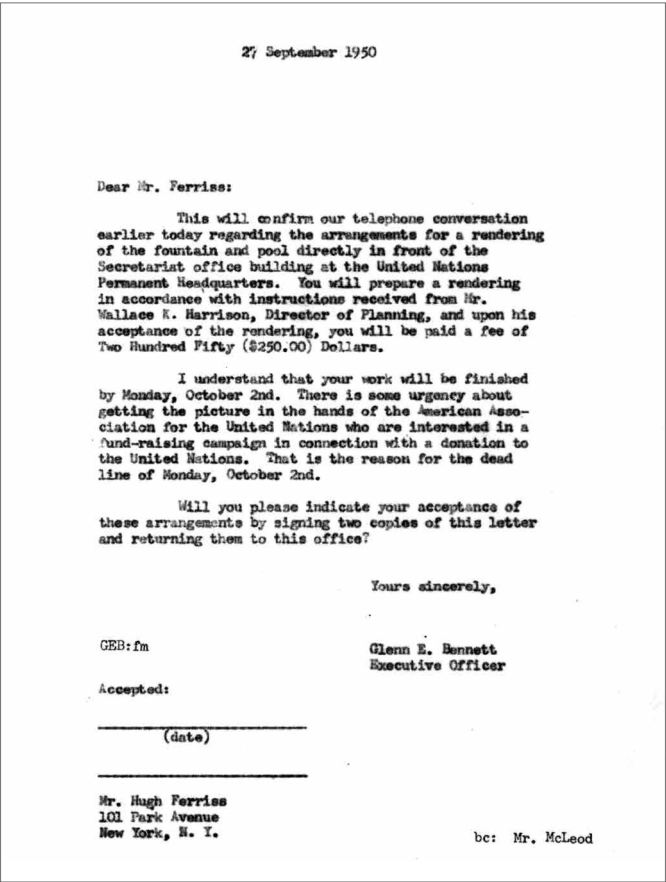 27 September 1950
Dear Mr. Ferriss:
This will confirm our telephone conversation
earlier today regarding the arrangements for a rendering
of the fountain and pool directly in front of the
Secretariat office building at the United Nations
Permanent Headquarters. You will prepare a rendering
in accordance with instructions received from Mr.
Wallace K. Harrison, Director of Planning, and upon his
acceptance of the rendering, you will be paid a fee of
Two Hundred Fifty ($250.00) Dollars.
I understand that your work will be finished
by Monday, October 2nd. There is some urgency about
getting the picture in the hands of the American Asso-
ciation for the United Nations who are interested in a
fund-raising campaign in connection with a donation to
the United Nations. That is the reason for the dead
line of Monday, October 2nd.
Will you please indicate your acceptance of
these arrangements by signing two copies of this letter
and returning them to this office?
Yours sincerely,
GEB:fm
Glenn E. Bennett
Executive Officer
Accepted:
(date)
Mr. Hugh Ferriss
101 Park Avenue
New York, N. Y.
bc: Mr. McLeod